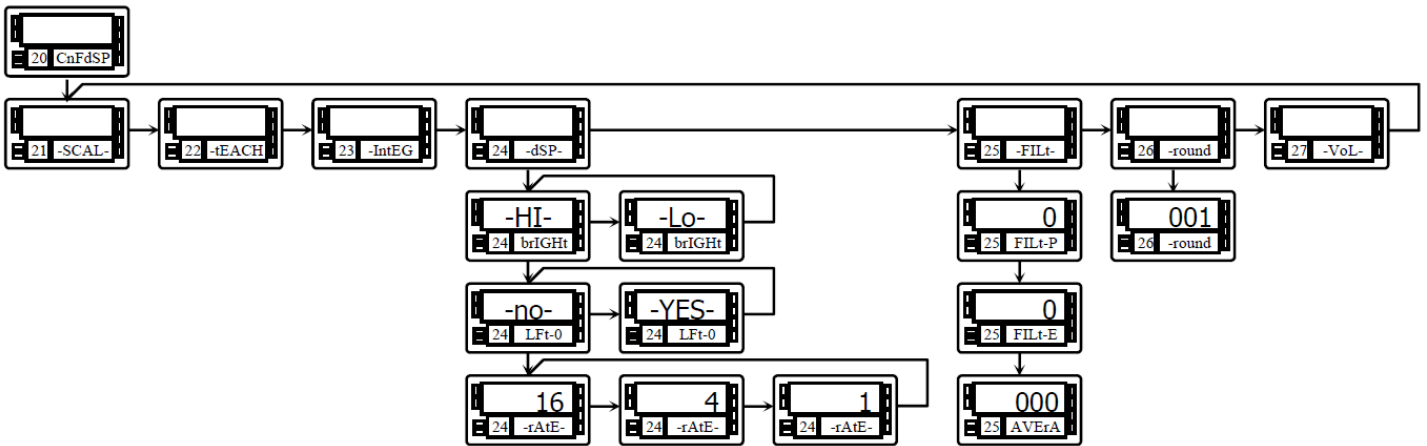 20 CnFdSP
21 -SCAL-
22 -tEACH
23 -IntEG
24 -dSP-
25 -FILt-
26 -round
27 -VoL-
-HI-
24 brIGHt
-Lo-
24 brIGHt
0
25 FILt-P
001
26 -round
-no-
24 LFt-0
-YES-
24 LFt-0
0
25 FILt-E
16
24 -rAtE-
4
24 -rAtE-
1
24 -rAtE-
000
25 AVErA